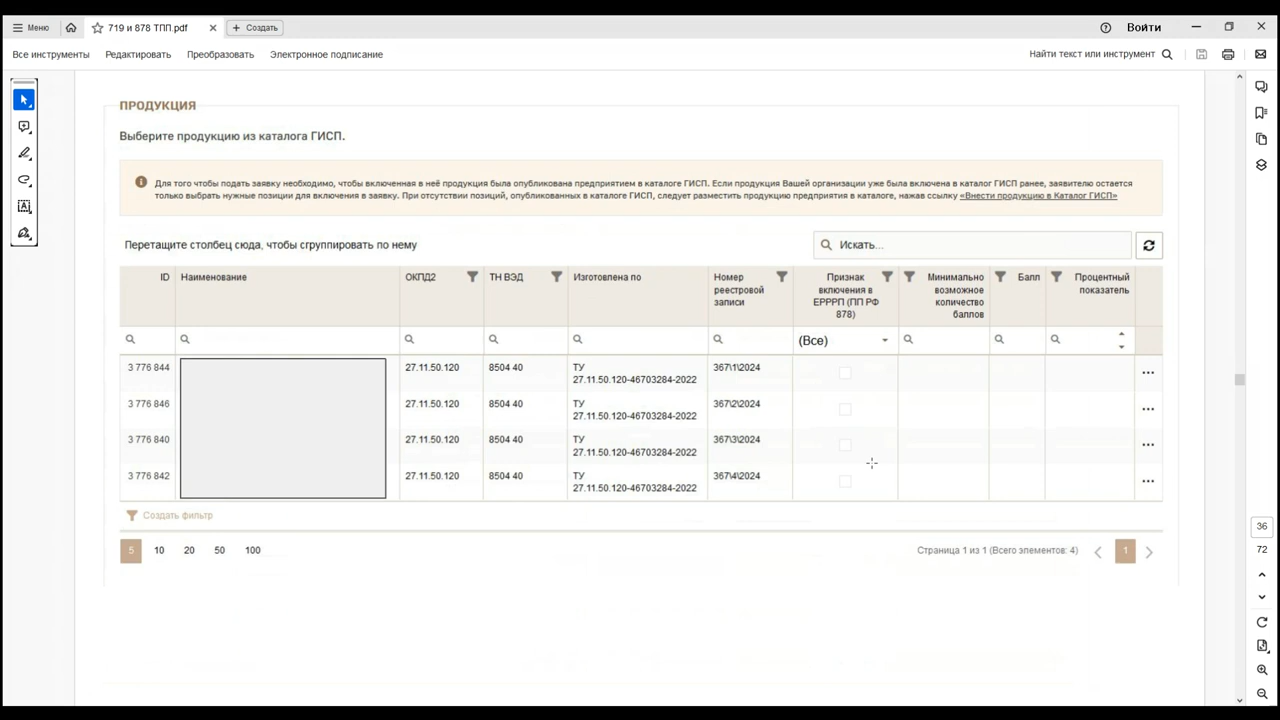 Меню
719 и 878 ТПП.pdf
Создать
Войти
Все инструменты
Редактировать
Преобразовать
Электронное подписание
Найти текст или инструмент
ПРОДУКЦИЯ
Выберите продукцию из каталога ГИСП.
Для того чтобы подать заявку необходимо, чтобы включенная в неё продукция была опубликована предприятием в каталоге ГИСП. Если продукция Вашей организации уже была включена в каталог ГИСП ранее, заявителю остается
только выбрать нужные позиции для включения в заявку. При отсутствии позиций, опубликованных в каталоге ГИСП, следует разместить продукцию предприятия в каталоге, нажав ссылку «Внести продукцию в Каталог ГИСП»
Перетащите столбец сюда, чтобы сгруппировать по нему
Искать...
ID
Наименование
ОКПД2
ТН ВЭД
Изготовлена по
Номер
реестровой
записи
Признак
включения в
ЕРРРП (ПП РФ
878)
Минимально
возможное
количество
баллов
Балл
Процентный
показатель
(Все)
3 776 844
27.11.50.120
8504 40
ТУ
27.11.50.120-46703284-2022
367\1\2024
3 776 846
27.11.50.120
8504 40
ТУ
27.11.50.120-46703284-2022
367\2\2024
3 776 840
27.11.50.120
8504 40
ТУ
27.11.50.120-46703284-2022
367\3\2024
3 776 842
27.11.50.120
8504 40
ТУ
27.11.50.120-46703284-2022
367\4\2024
Создать фильтр
5
10
20
50
100
Страница 1 из 1 (Всего элементов: 4)
1
36
72